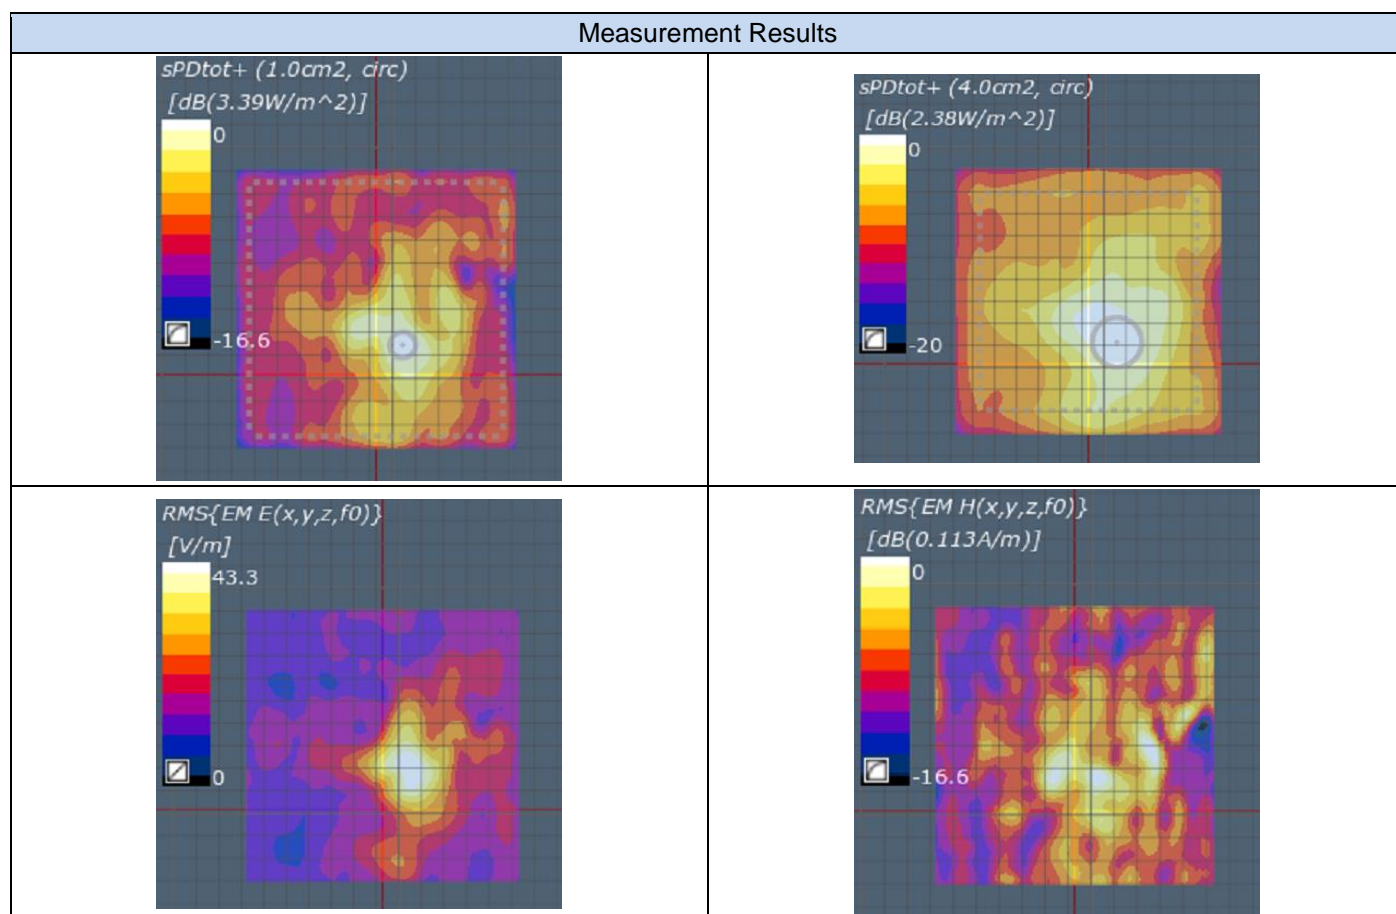 Measurement Results
sPDtot+ (1.0cm2, circ)
[dB(3.39W/m^2)]
0
-16.6
sPDtot+ (4.0cm2, circ)
[dB(2.38W/m^2)]
0
-20
RMS{EM E(x,y,z,f0)}
[V/m]
43.3
0
RMS{EM H(x,y,z,f0)}
[dB(0.113A/m)]
0
-16.6